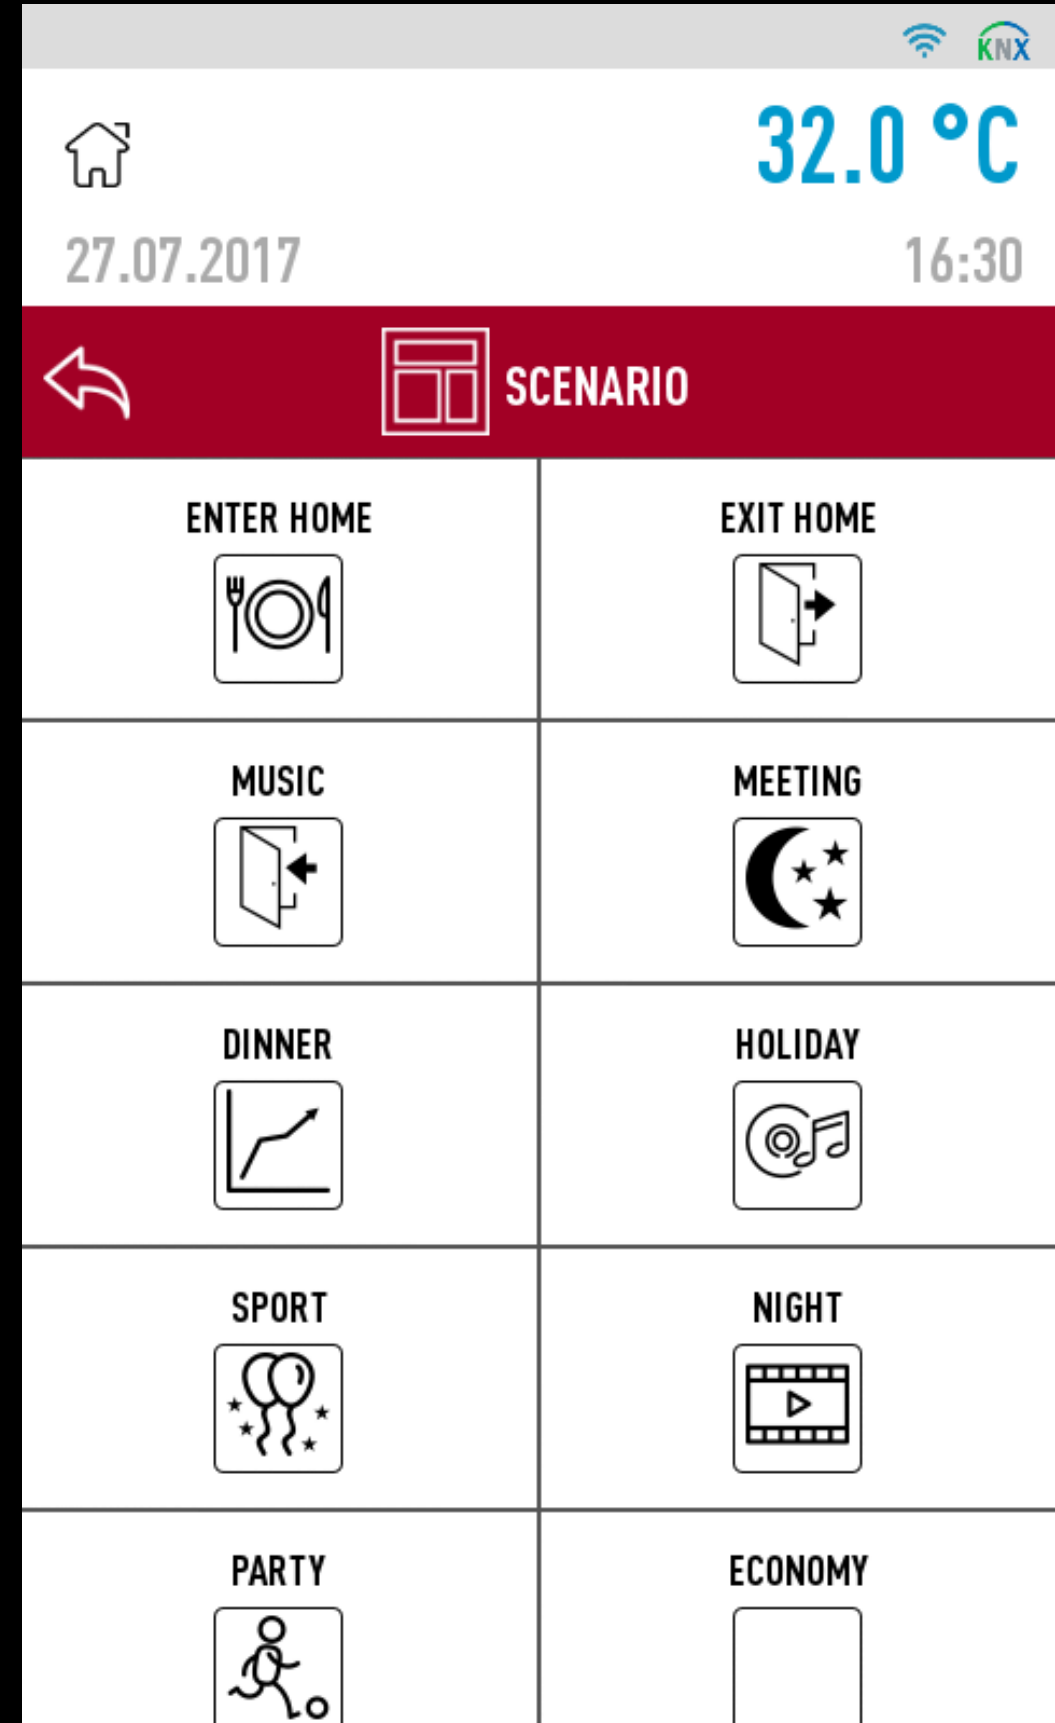 KNX
32.0 °C
27.07.2017 16:30
SCENARIO
ENTER HOME EXIT HOME
MUSIC MEETING
DINNER HOLIDAY
SPORT NIGHT
PARTY ECONOMY